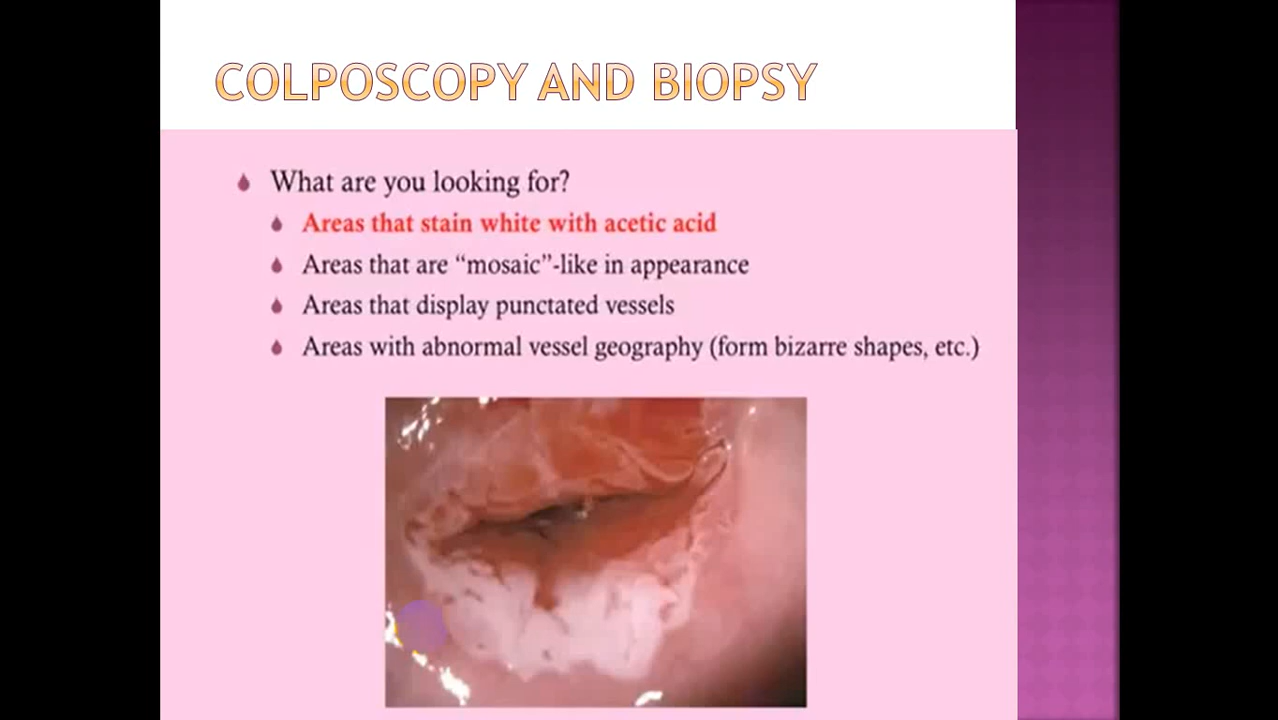 COLPOSCOPY AND BIOPSY
What are you looking for?
Areas that stain white with acetic acid
Areas that are “mosaic”-like in appearance
Areas that display punctated vessels
Areas with abnormal vessel geography (form bizarre shapes, etc.)